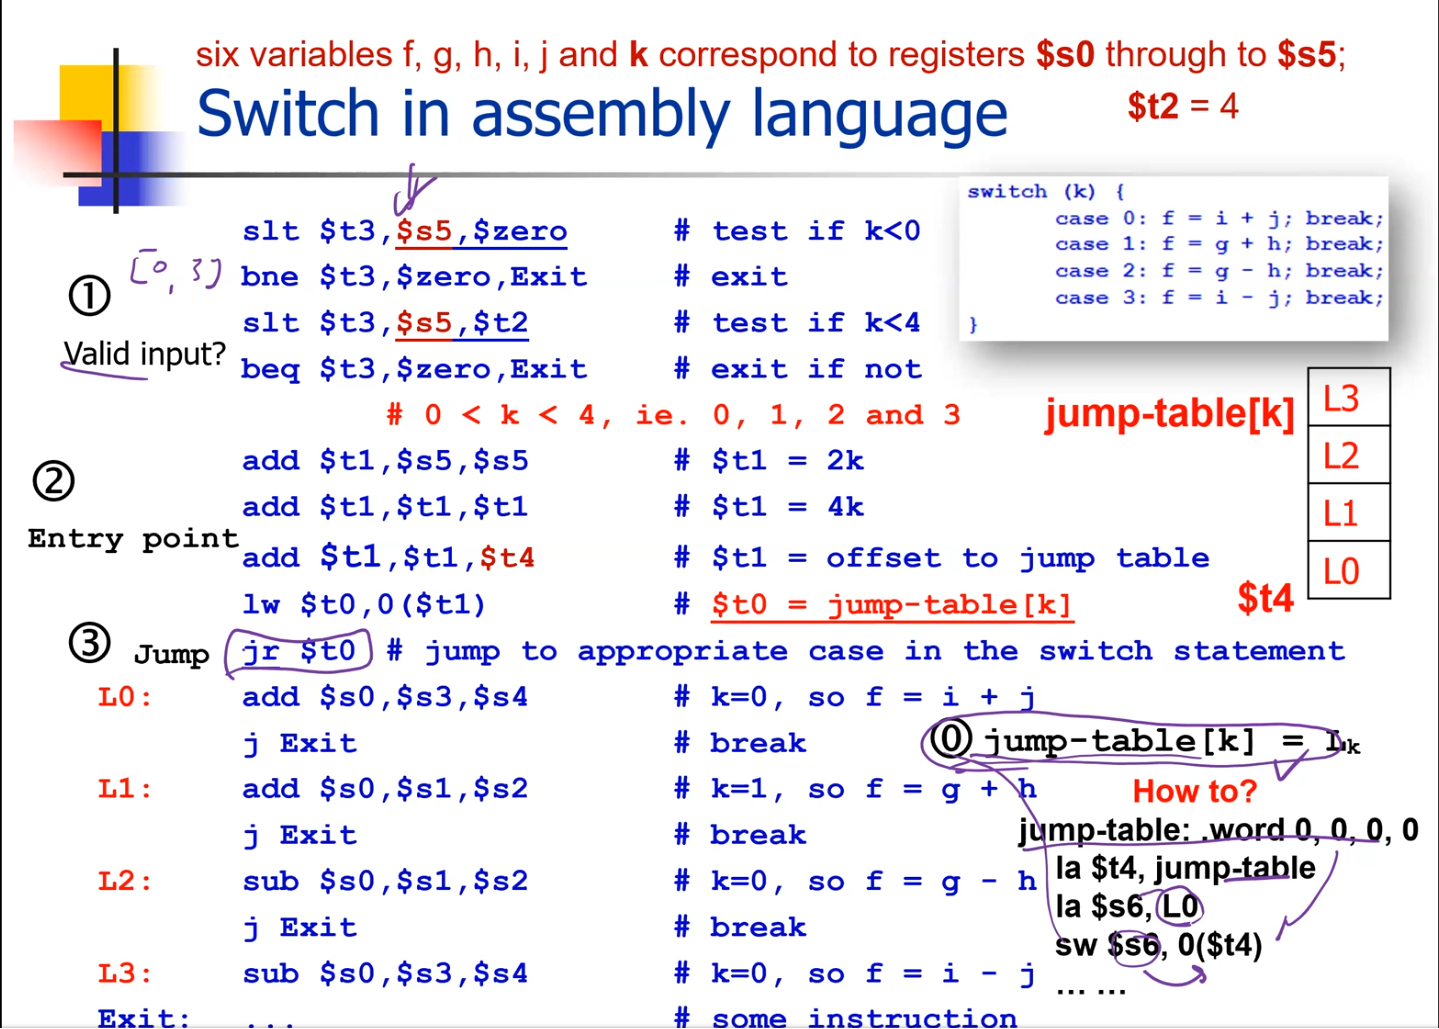 six variables f, g, h, i, j and k correspond to registers $s0 through to $s5;
Switch in assembly language
$t2 = 4
switch (k) {
case 0: f = i + j; break;
case 1: f = g + h; break;
case 2: f = g - h; break;
case 3: f = i - j; break;
}
slt $t3,$s5,$zero # test if k<0
[0, 3]
① bne $t3,$zero,Exit # exit
slt $t3,$s5,$t2 # test if k<4
Valid input?
beq $t3,$zero,Exit # exit if not
# 0 < k < 4, ie. 0, 1, 2 and 3
jump-table[k]
L3
L2
L1
L0
$t4
②
Entry point
add $t1,$s5,$s5 # $t1 = 2k
add $t1,$t1,$t1 # $t1 = 4k
add $t1,$t1,$t4 # $t1 = offset to jump table
lw $t0,0($t1) # $t0 = jump-table[k]
③ Jump jr $t0 # jump to appropriate case in the switch statement
L0: add $s0,$s3,$s4 # k=0, so f = i + j
j Exit # break
L1: add $s0,$s1,$s2 # k=1, so f = g + h
j Exit # break
L2: sub $s0,$s1,$s2 # k=0, so f = g - h
j Exit # break
L3: sub $s0,$s3,$s4 # k=0, so f = i - j
Exit: ... # some instruction
⓪ jump-table[k] = Lk
How to?
jump-table: .word 0, 0, 0, 0
la $t4, jump-table
la $s6, L0
sw $s6, 0($t4)
... ...